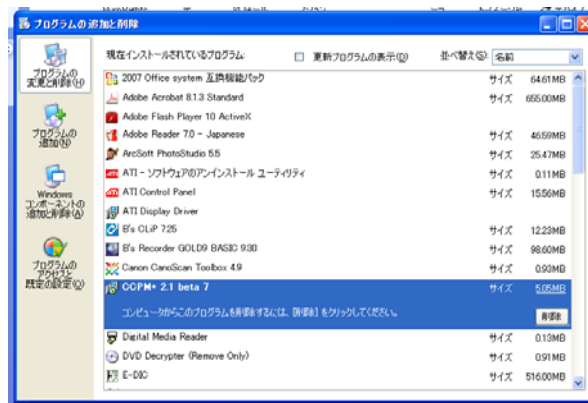 プログラムの追加と削除
現在インストールされているプログラム:
更新プログラムの表示(D)
並べ替え(S):
名前
プログラムの
変更と削除(H)
プログラムの
追加(N)
Windows
コンポーネントの
追加と削除(A)
プログラムの
アクセスと
既定の設定(O)
2007 Office system 互換機能パック サイズ 64.61MB
Adobe Acrobat 8.1.3 Standard サイズ 655.00MB
Adobe Flash Player 10 ActiveX
Adobe Reader 7.0 - Japanese サイズ 46.59MB
ArcSoft PhotoStudio 5.5 サイズ 25.47MB
ATI - ソフトウェアのアンインストール ユーティリティ サイズ 0.11MB
ATI Control Panel サイズ 15.56MB
ATI Display Driver
B's CLiP 7.25 サイズ 12.23MB
B's Recorder GOLD9 BASIC 9.30 サイズ 98.60MB
Canon CanoScan Toolbox 4.9 サイズ 0.93MB
CCPM+ 2.1 beta 7 サイズ 5.05MB
コンピュータからこのプログラムを削除するには、[削除] をクリックしてください。
削除
Digital Media Reader サイズ 0.13MB
DVD Decrypter (Remove Only) サイズ 0.91MB
E-DIC サイズ 516.00MB